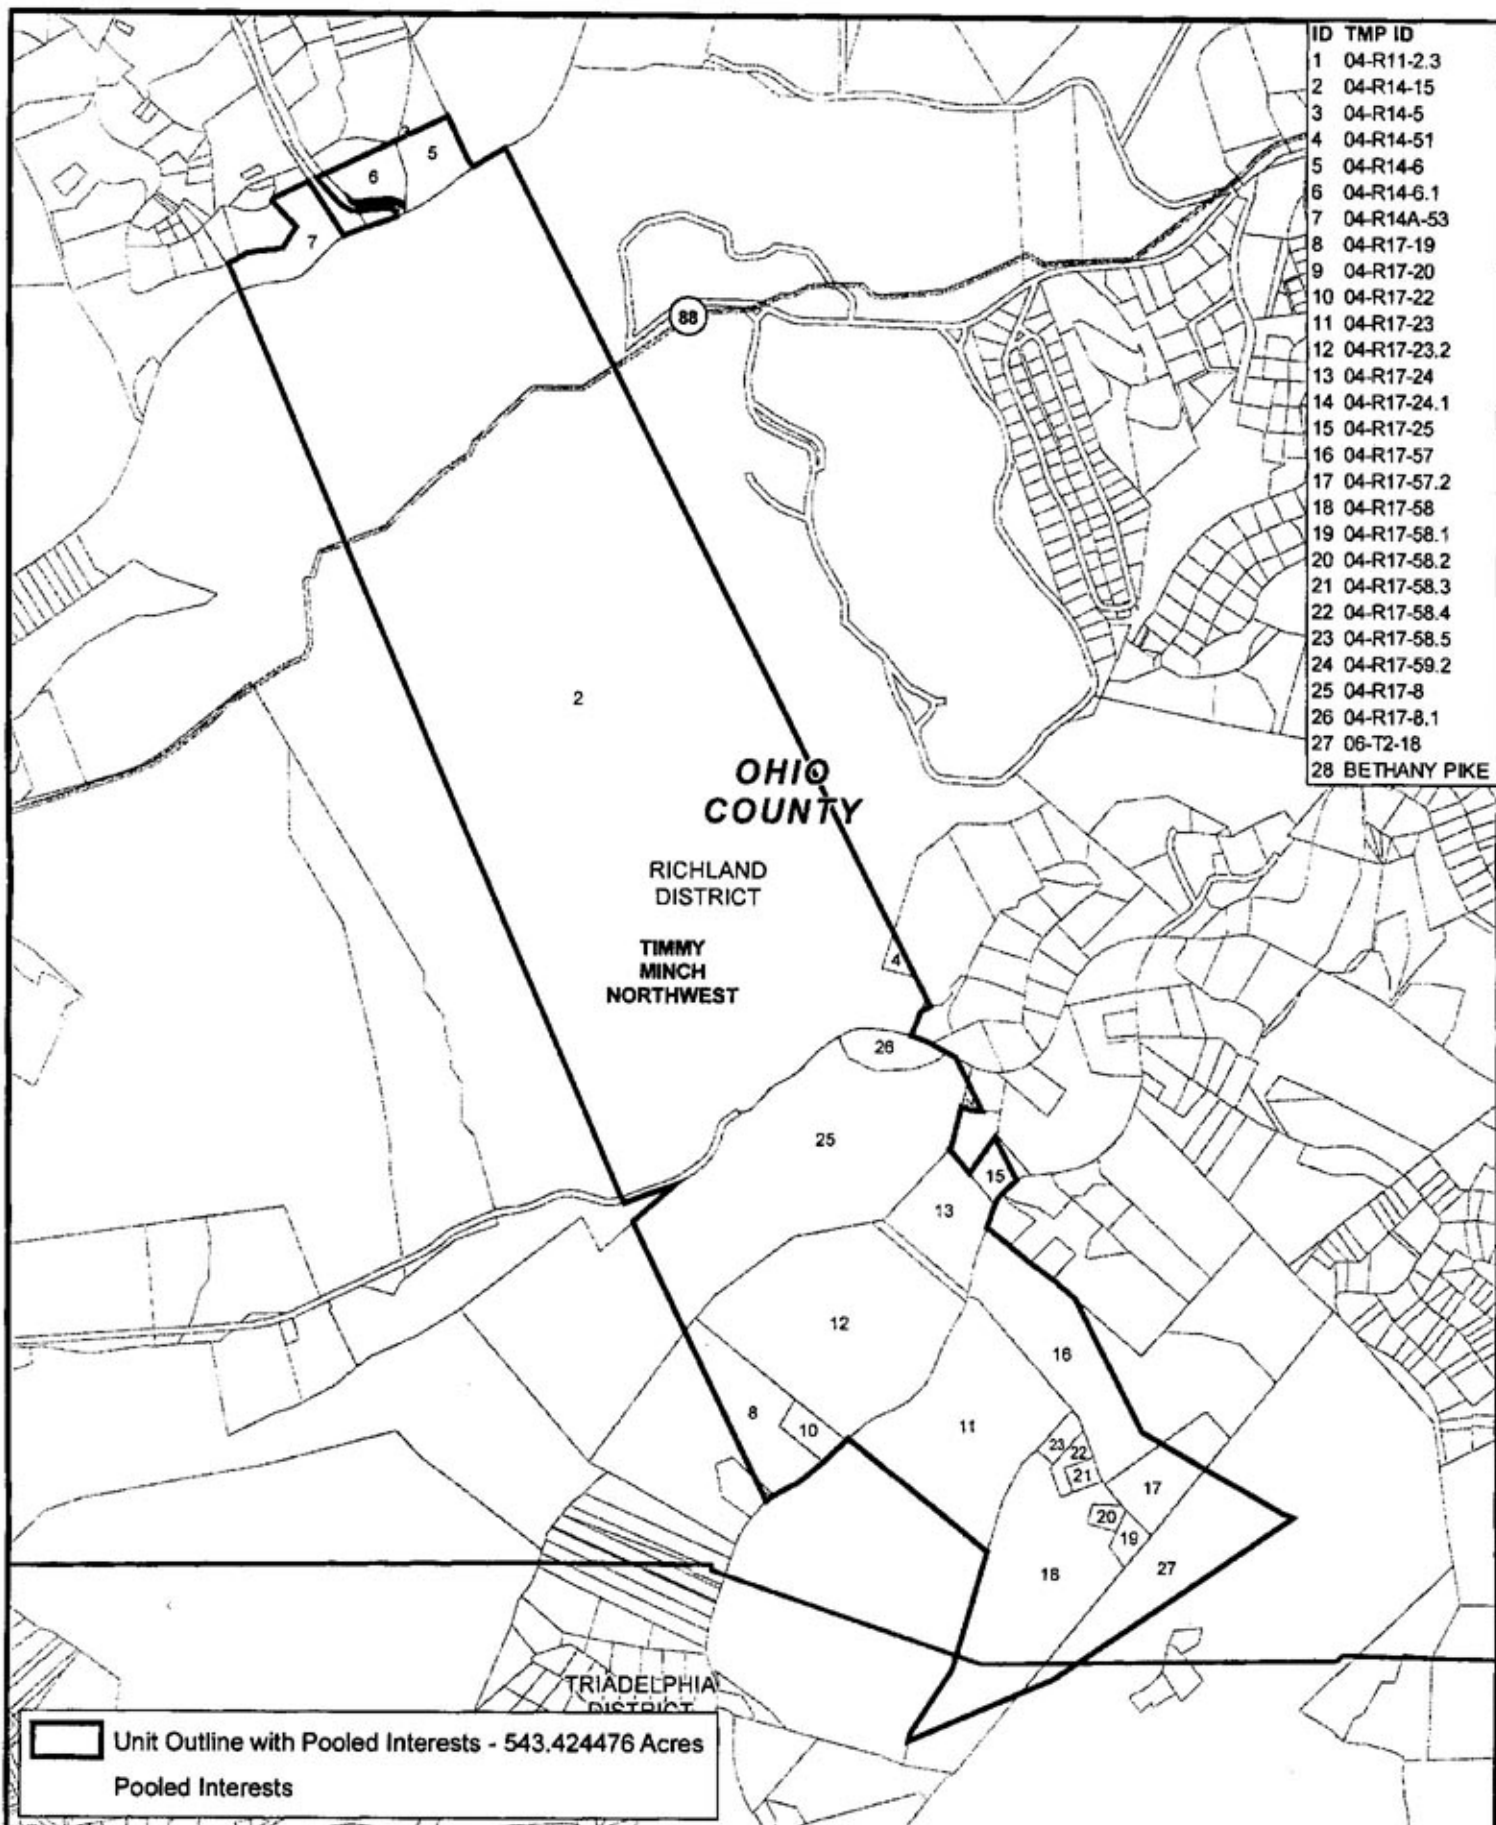 ID TMP ID
1 04-R11-2.3
2 04-R14-15
3 04-R14-5
4 04-R14-51
5 04-R14-6
6 04-R14-6.1
7 04-R14A-53
8 04-R17-19
9 04-R17-20
10 04-R17-22
11 04-R17-23
12 04-R17-23.2
13 04-R17-24
14 04-R17-24.1
15 04-R17-25
16 04-R17-57
17 04-R17-57.2
18 04-R17-58
19 04-R17-58.1
20 04-R17-58.2
21 04-R17-58.3
22 04-R17-58.4
23 04-R17-58.5
24 04-R17-59.2
25 04-R17-8
26 04-R17-8.1
27 06-T2-18
28 BETHANY PIKE
5
6
7
88
2
OHIO
COUNTY
RICHLAND
DISTRICT
TIMMY
MINCH
NORTHWEST
4
26
25
15
13
12
16
8
10
11
23
22
21
17
20
19
18
27
TRIADELPHIA
DISTRICT
Unit Outline with Pooled Interests - 543.424476 Acres
Pooled Interests